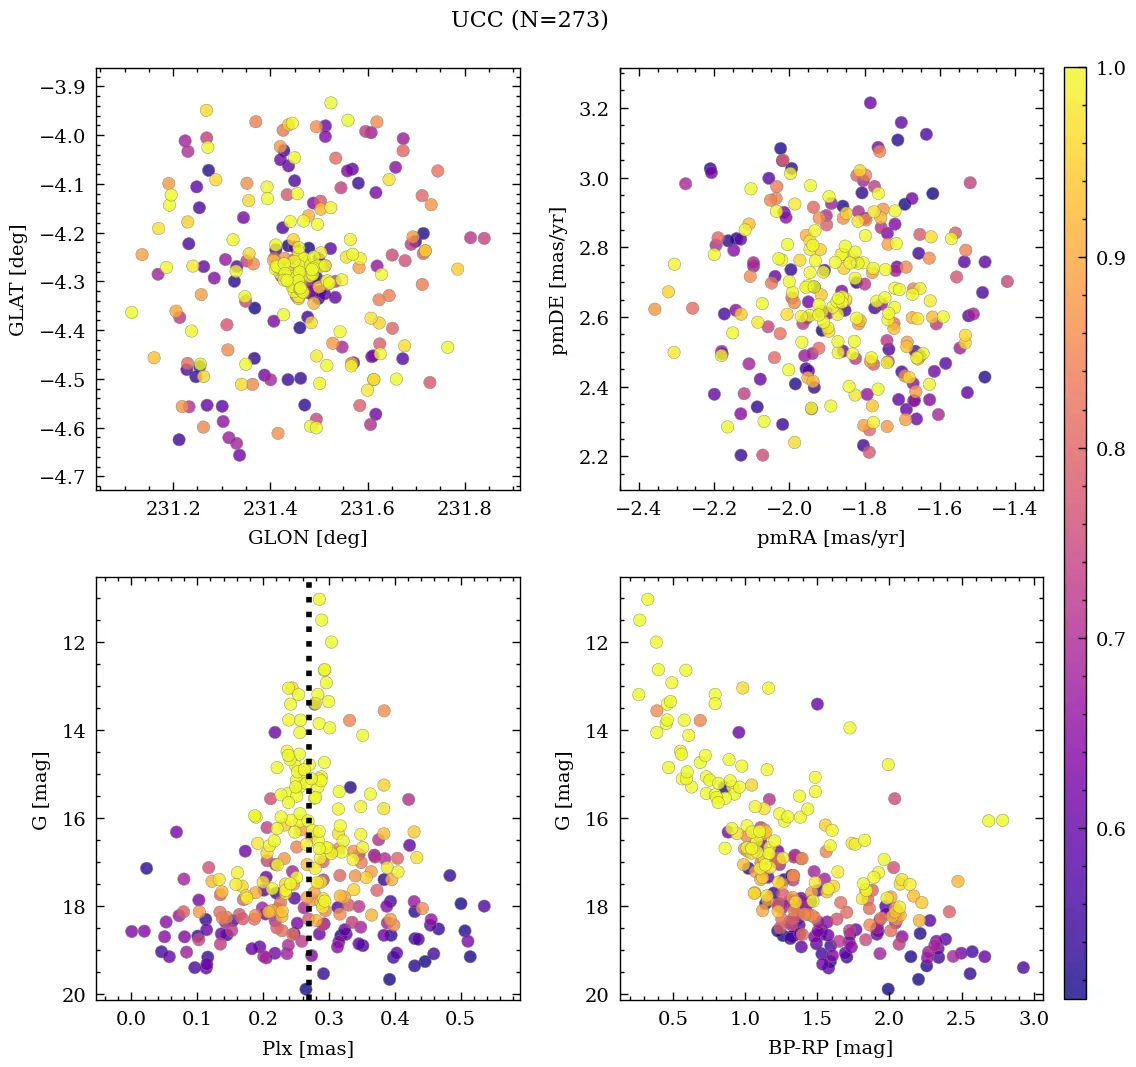 UCC (N=273)
−3.9
−4.0
−4.1
−4.2
−4.3
−4.4
−4.5
−4.6
−4.7
GLAT [deg]
231.2 231.4 231.6 231.8
GLON [deg]
3.2
3.0
2.8
2.6
2.4
2.2
pmDE [mas/yr]
−2.4 −2.2 −2.0 −1.8 −1.6 −1.4
pmRA [mas/yr]
1.0
0.9
0.8
0.7
0.6
12
14
16
18
20
G [mag]
0.0 0.1 0.2 0.3 0.4 0.5
Plx [mas]
12
14
16
18
20
G [mag]
0.5 1.0 1.5 2.0 2.5 3.0
BP-RP [mag]